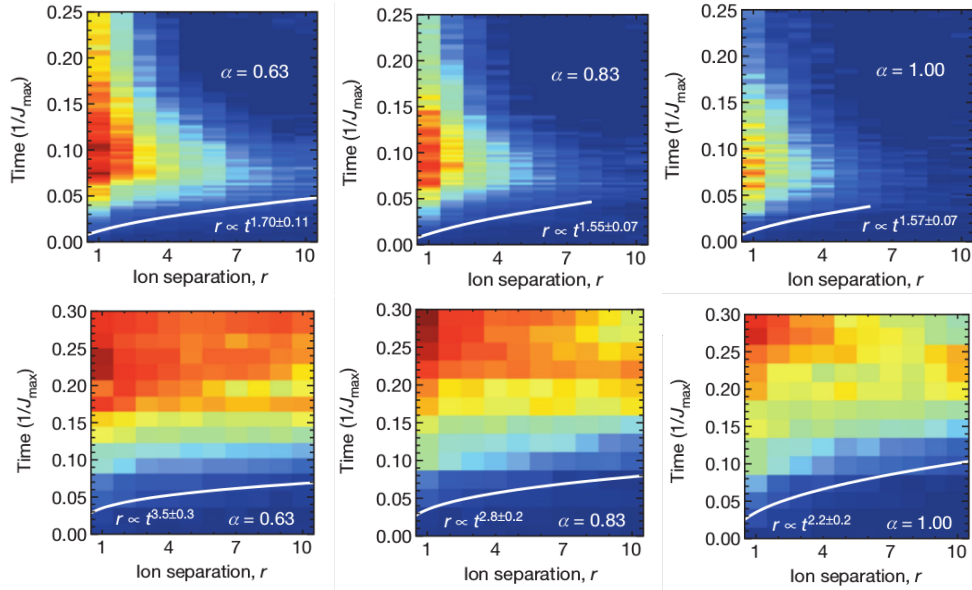 0.25
0.20
0.15
0.10
0.05
0.00
Time (1/J_max)
α = 0.63
r ∝ t^1.70±0.11
1 4 7 10
Ion separation, r
0.25
0.20
0.15
0.10
0.05
0.00
Time (1/J_max)
α = 0.83
r ∝ t^1.55±0.07
1 4 7 10
Ion separation, r
0.25
0.20
0.15
0.10
0.05
0.00
Time (1/J_max)
α = 1.00
r ∝ t^1.57±0.07
1 4 7 10
Ion separation, r
0.30
0.25
0.20
0.15
0.10
0.05
0.00
Time (1/J_max)
r ∝ t^3.5±0.3 α = 0.63
1 4 7 10
Ion separation, r
0.30
0.25
0.20
0.15
0.10
0.05
0.00
Time (1/J_max)
r ∝ t^2.8±0.2 α = 0.83
1 4 7 10
Ion separation, r
0.30
0.25
0.20
0.15
0.10
0.05
0.00
Time (1/J_max)
r ∝ t^2.2±0.2 α = 1.00
1 4 7 10
Ion separation, r